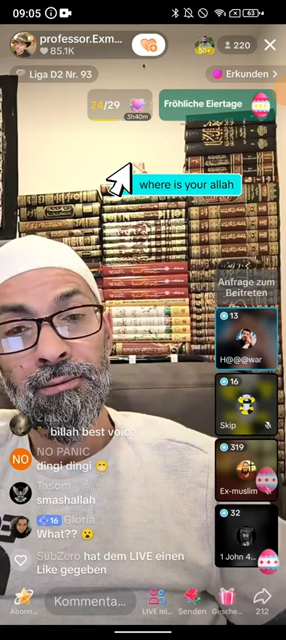 09:05
63
professor.Exm...
85.1K
50+
220
Liga D2 Nr. 93
Erkunden >
24/29
3h40m
Fröhliche Eiertage
where is your allah
Anfrage zum
Beitreten
13
H@@@war
16
Skip
319
Ex-muslim
32
1 John 4...
billah best voice
NO
NO PANIC
dingi dingi 😁
Tasom
smashallah
16 Gloria
What?? 😮
SubZero hat dem LIVE einen
Like gegeben
Abonn...
Kommenta...
LIVE mi...
Senden
Gesche...
212